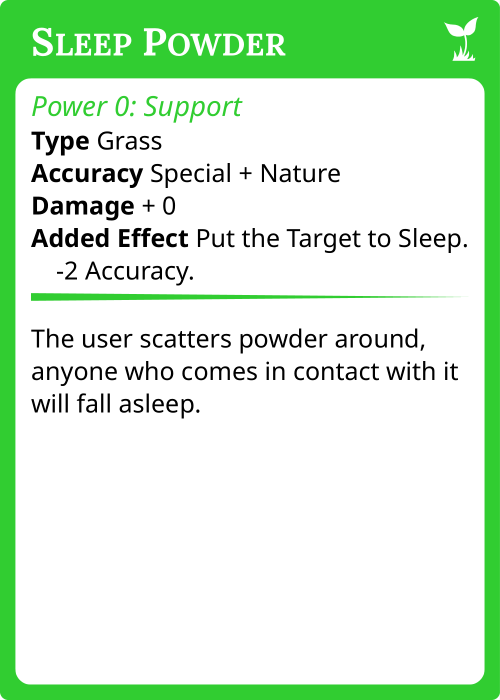 Sleep Powder
Power 0: Support
Type Grass
Accuracy Special + Nature
Damage + 0
Added Effect Put the Target to Sleep.
-2 Accuracy.
The user scatters powder around,
anyone who comes in contact with it
will fall asleep.